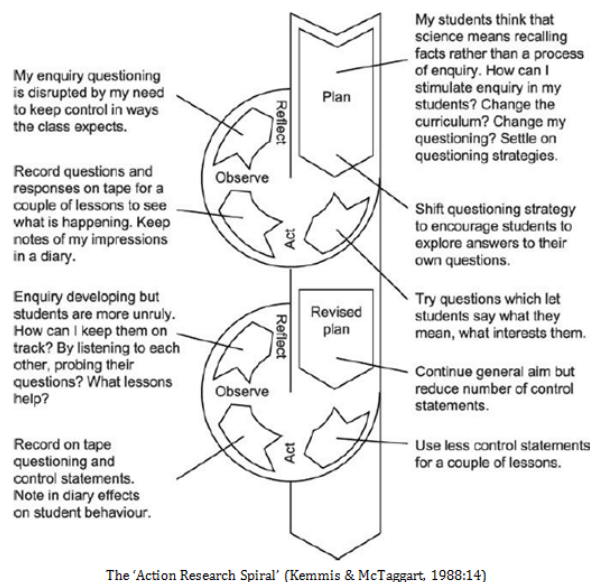 My students think that
science means recalling
facts rather than a process
of enquiry. How can I
stimulate enquiry in my
students? Change the
curriculum? Change my
questioning? Settle on
questioning strategies.
Plan
My enquiry questioning
is disrupted by my need
to keep control in ways
the class expects.
Reflect
Observe
Record questions and
responses on tape for a
couple of lessons to see
what is happening. Keep
notes of my impressions
in a diary.
Act
Shift questioning strategy
to encourage students to
explore answers to their
own questions.
Try questions which let
students say what they
mean, what interests them.
Enquiry developing but
students are more unruly.
How can I keep them on
track? By listening to each
other, probing their
questions? What lessons
help?
Reflect
Revised
plan
Continue general aim but
reduce number of control
statements.
Observe
Record on tape
questioning and
control statements.
Note in diary effects
on student behaviour.
Act
Use less control statements
for a couple of lessons.
The 'Action Research Spiral' (Kemmis & McTaggart, 1988:14)